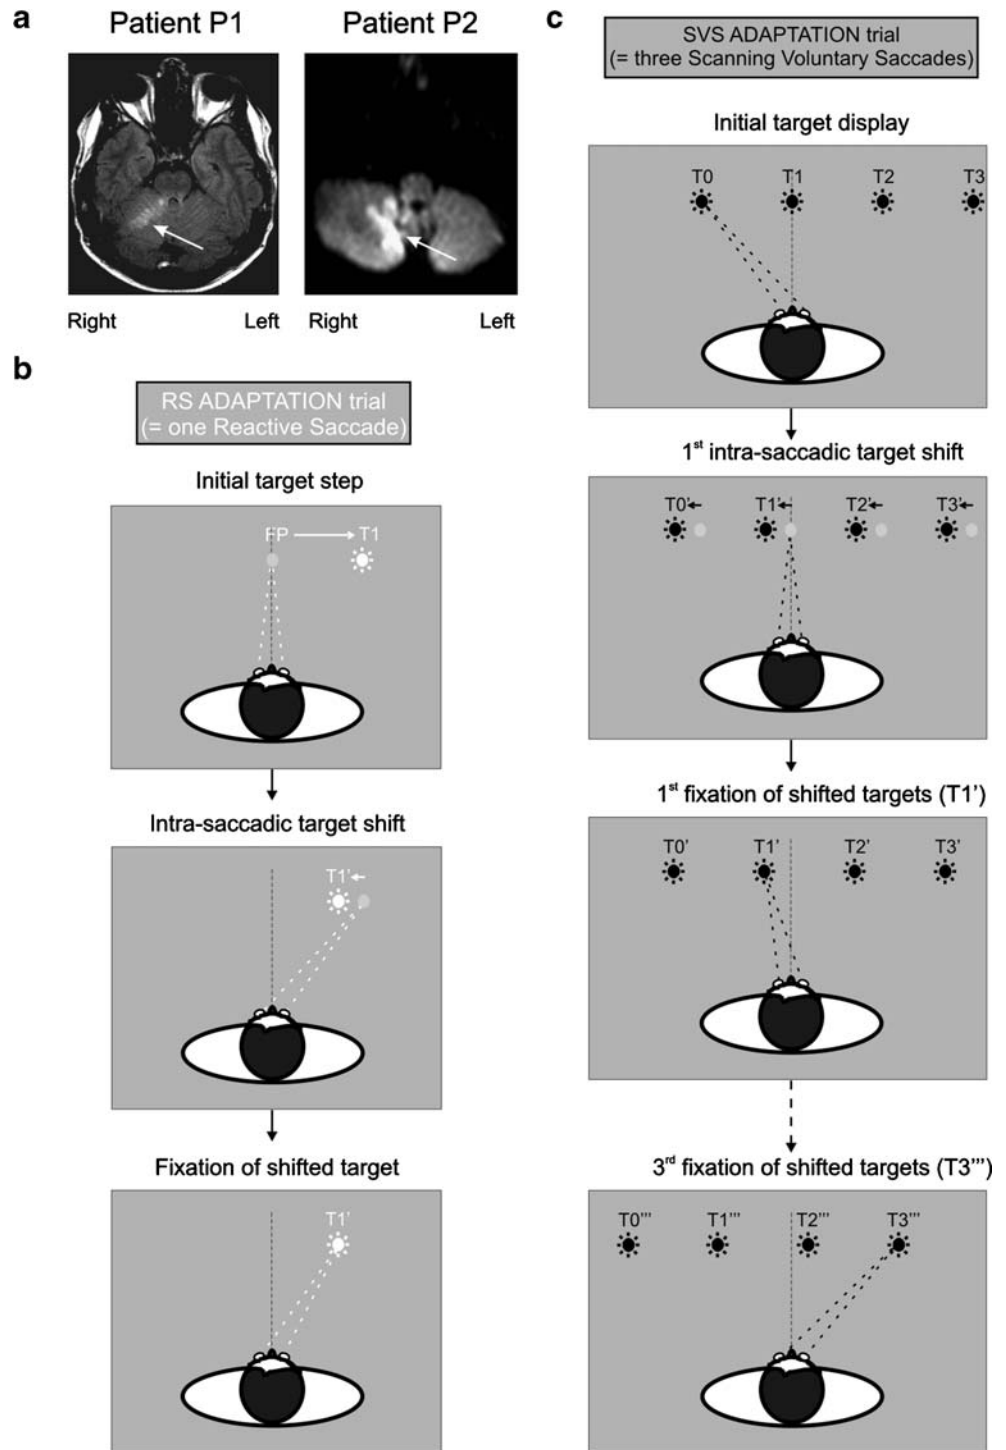 a
Patient P1
Patient P2
Right Left
Right Left
b
RS ADAPTATION trial
(= one Reactive Saccade)
Initial target step
FP T1
Intra-saccadic target shift
T1'
Fixation of shifted target
T1'
c
SVS ADAPTATION trial
(= three Scanning Voluntary Saccades)
Initial target display
T0 T1 T2 T3
1st intra-saccadic target shift
T0' T1' T2' T3'
1st fixation of shifted targets (T1')
T0' T1' T2' T3'
3rd fixation of shifted targets (T3''')
T0''' T1''' T2''' T3'''